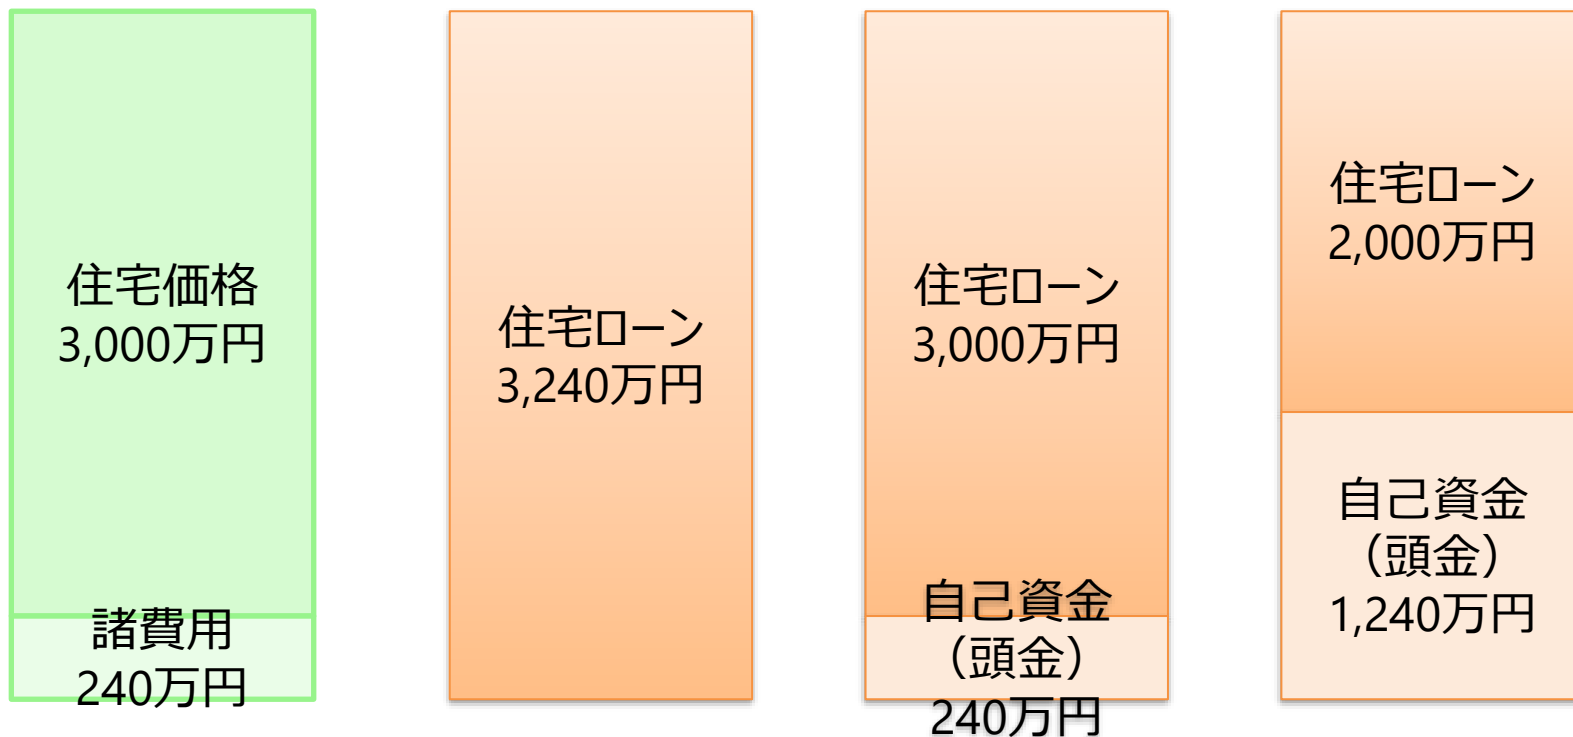 住宅価格
3,000万円
諸費用
240万円
住宅ローン
3,240万円
住宅ローン
3,000万円
自己資金
（頭金）
240万円
住宅ローン
2,000万円
自己資金
（頭金）
1,240万円